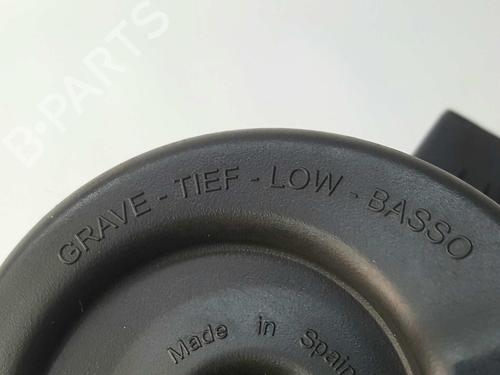 B-PARTS
GRAVE - TIEF - LOW - BASSO
Made in Spain